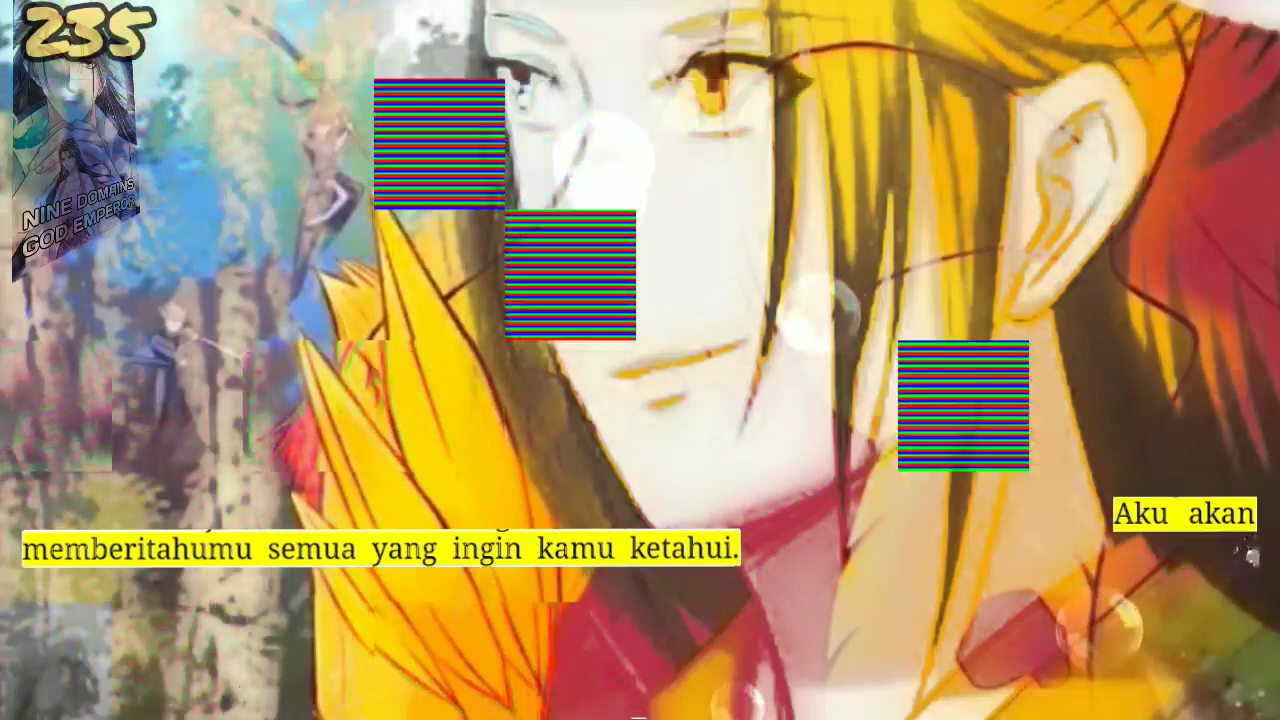 235
NINE DOMAINS
GOD EMPEROR
Aku akan
memberitahumu semua yang ingin kamu ketahui.